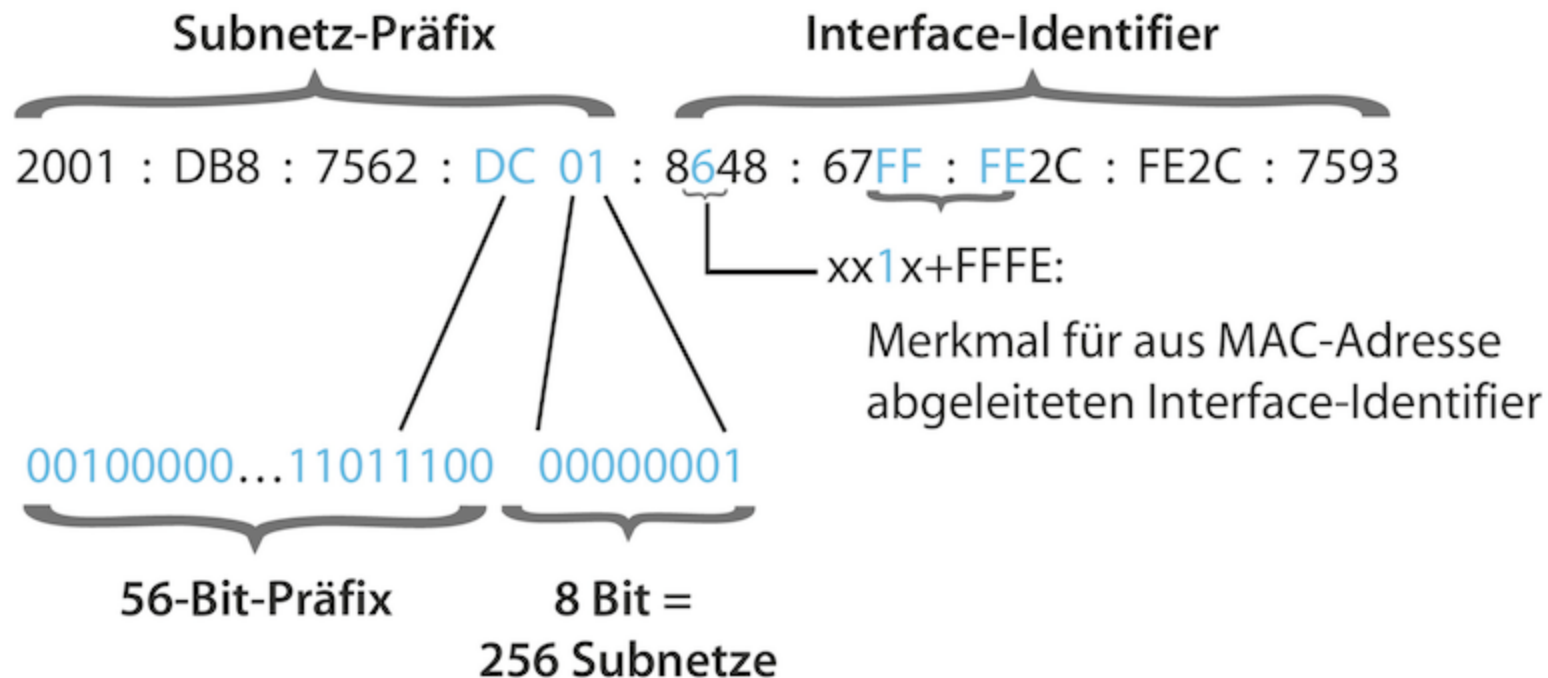 Subnetz-Präfix Interface-Identifier
2001 : DB8 : 7562 : DC 01 : 8648 : 67FF : FE2C : FE2C : 7593
xx1x+FFFE:
Merkmal für aus MAC-Adresse
abgeleiteten Interface-Identifier
00100000...11011100 00000001
56-Bit-Präfix 8 Bit =
256 Subnetze